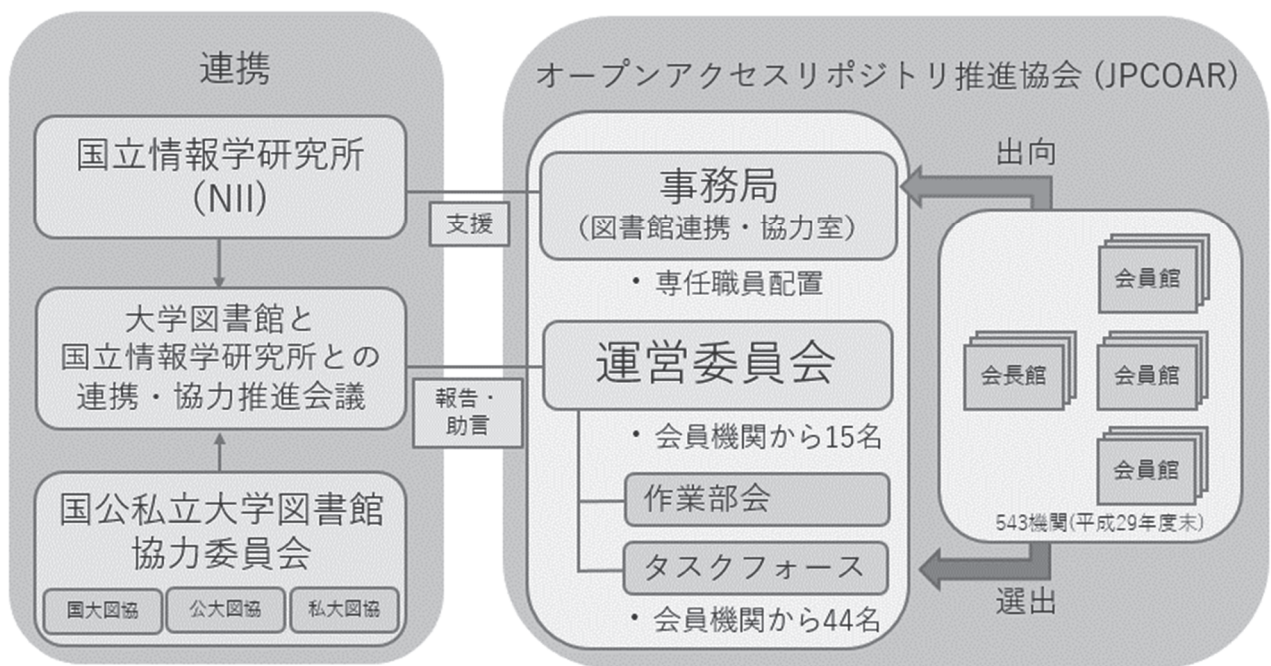 連携
国立情報学研究所
(NII)
支援
大学図書館と
国立情報学研究所との
連携・協力推進会議
報告・
助言
国公私立大学図書館
協力委員会
国大図協
公大図協
私大図協
オープンアクセスリポジトリ推進協会 (JPCOAR)
事務局
(図書館連携・協力室)
・専任職員配置
運営委員会
・会員機関から15名
作業部会
タスクフォース
・会員機関から44名
出向
会員館
会長館
会員館
会員館
543機関(平成29年度末)
選出